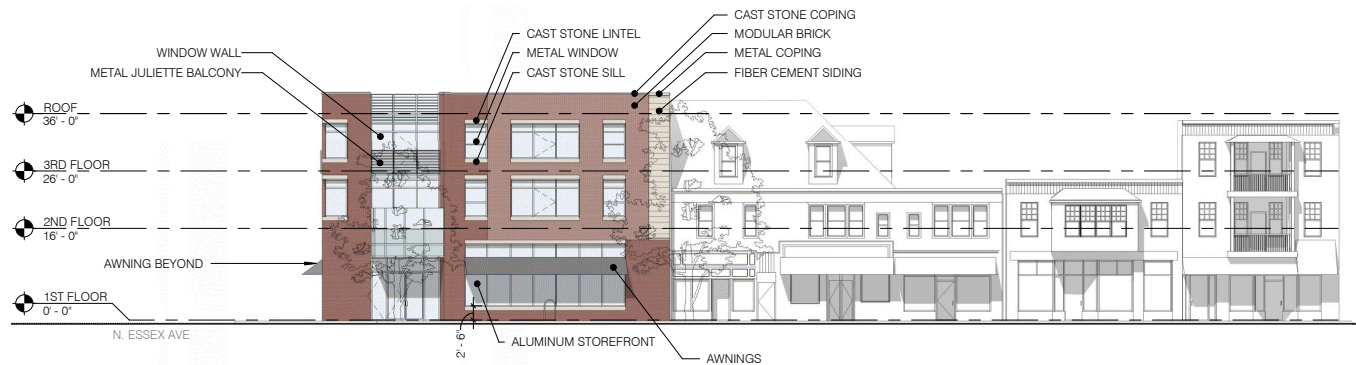 CAST STONE COPING
CAST STONE LINTEL
MODULAR BRICK
WINDOW WALL
METAL WINDOW
METAL COPING
METAL JULIETTE BALCONY
CAST STONE SILL
FIBER CEMENT SIDING
ROOF
36' - 0"
3RD FLOOR
26' - 0"
2ND FLOOR
16' - 0"
AWNING BEYOND
1ST FLOOR
0' - 0"
N. ESSEX AVE
2' - 6"
ALUMINUM STOREFRONT
AWNINGS